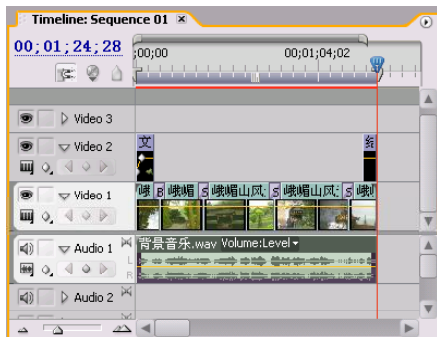 Timeline: Sequence 01
00;01;24;28
;00;00
00;01;04;02
Video 3
Video 2
文
Video 1
峨 B 峨嵋 S 峨嵋山风: S 峨嵋山风: S 峨
Audio 1
背景音乐.wav Volume:Level
L
R
Audio 2